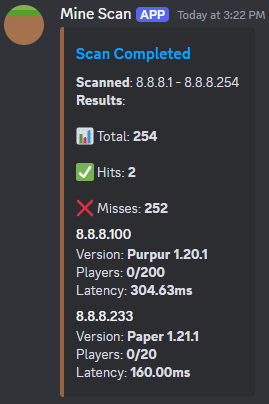 Mine Scan APP Today at 3:22 PM
Scan Completed
Scanned: 8.8.8.1 - 8.8.8.254
Results:
Total: 254
Hits: 2
Misses: 252
8.8.8.100
Version: Purpur 1.20.1
Players: 0/200
Latency: 304.63ms
8.8.8.233
Version: Paper 1.21.1
Players: 0/20
Latency: 160.00ms